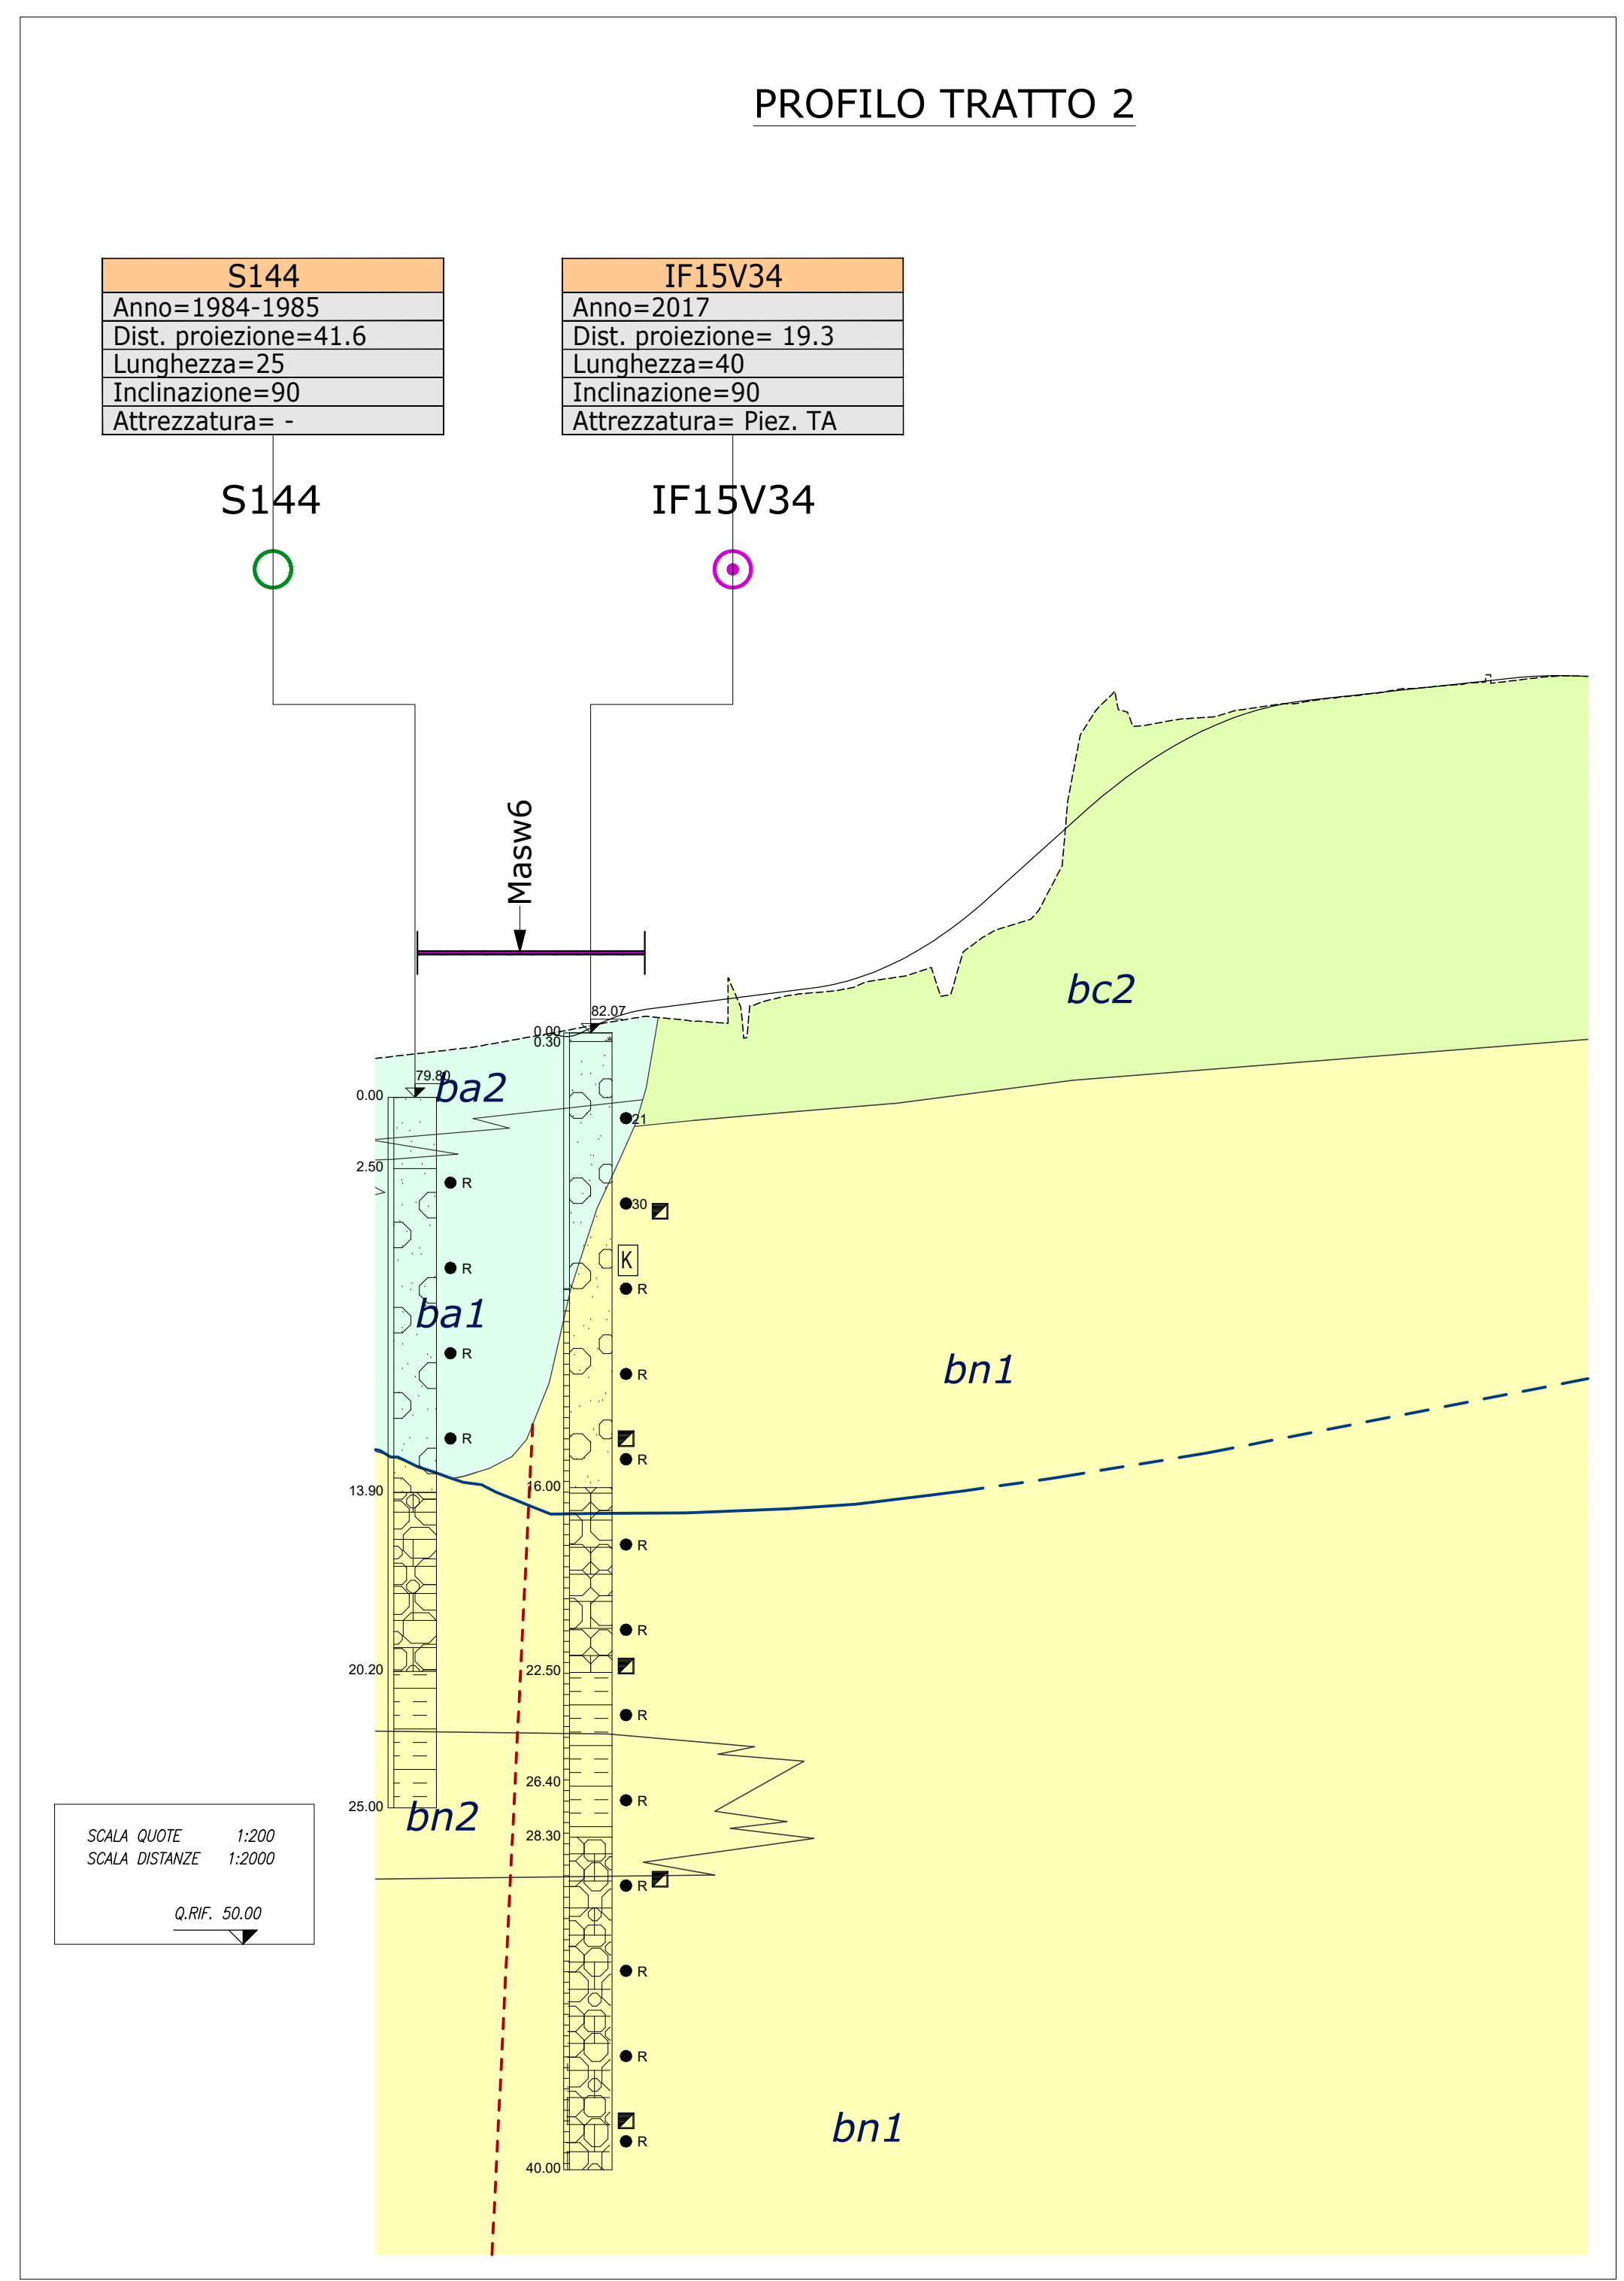 PROFILO TRATTO 2
S144
Anno=1984-1985
Dist. proiezione=41.6
Lunghezza=25
Inclinazione=90
Attrezzatura= -
IF15V34
Anno=2017
Dist. proiezione= 19.3
Lunghezza=40
Inclinazione=90
Attrezzatura= Piez. TA
S144
IF15V34
Masw6
bc2
82.07
0.00
0.30
79.80
ba2
0.00
21
2.50
R
30
K
R
R
ba1
R
bn1
R
R
R
13.90
16.00
R
R
20.20
22.50
R
26.40
R
25.00
bn2
28.30
R
R
R
bn1
R
40.00
SCALA QUOTE 1:200
SCALA DISTANZE 1:2000
Q.RIF. 50.00